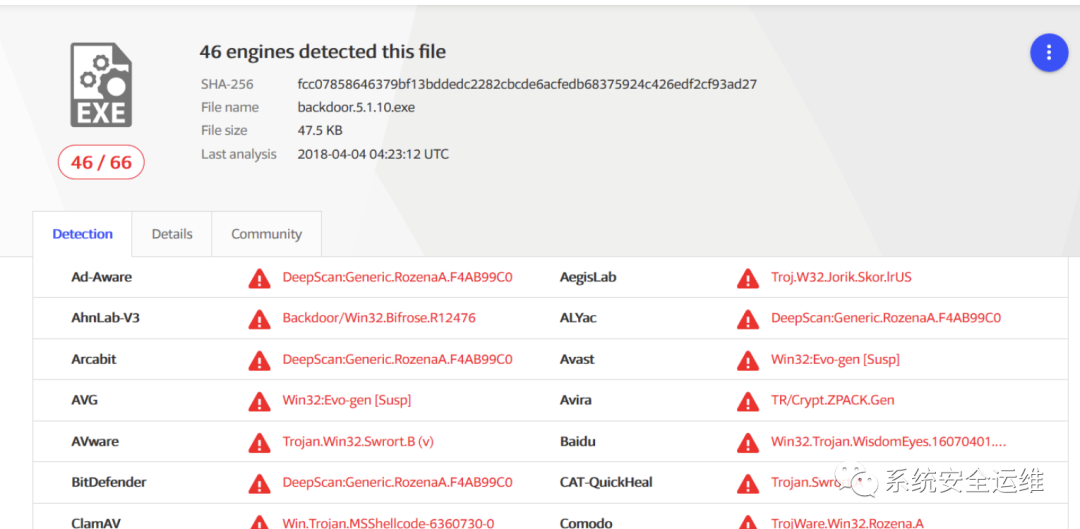 46 engines detected this file
SHA-256 fcc07858646379bf13bddedc2282cbcde6acfedb68375924c426edf2cf93ad27
File name backdoor.5.1.10.exe
File size 47.5 KB
Last analysis 2018-04-04 04:23:12 UTC
EXE
46 / 66
Detection Details Community
Ad-Aware DeepScan:Generic.RozenaA.F4AB99C0 AegisLab Troj.W32.Jorik.Skor.lrUS
AhnLab-V3 Backdoor/Win32.Bifrose.R12476 ALYac DeepScan:Generic.RozenaA.F4AB99C0
Arcabit DeepScan:Generic.RozenaA.F4AB99C0 Avast Win32:Evo-gen [Susp]
AVG Win32:Evo-gen [Susp] Avira TR/Crypt.ZPACK.Gen
AVware Trojan.Win32.Swrort.B (v) Baidu Win32.Trojan.WisdomEyes.16070401....
BitDefender DeepScan:Generic.RozenaA.F4AB99C0 CAT-QuickHeal
系统安全运维
ClamAV Win.Trojan.MSShellcode-6360730-0 Comodo TrojWare.Win32.Rozena.A